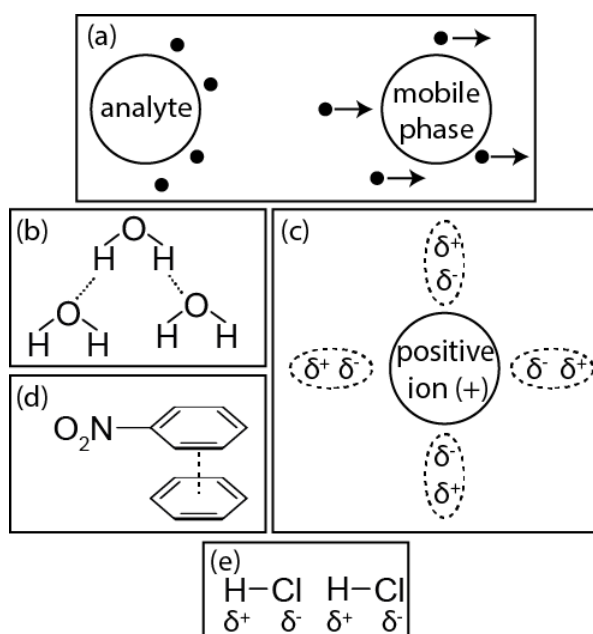 (a)
analyte
mobile
phase
(b)
O
H H
O
H H
O
H H
(c)
δ⁺
δ⁻
δ⁺ δ⁻
positive
ion (+)
δ⁻ δ⁺
δ⁻
δ⁺
(d)
O₂N
(e)
H Cl H Cl
δ⁺ δ⁻ δ⁺ δ⁻